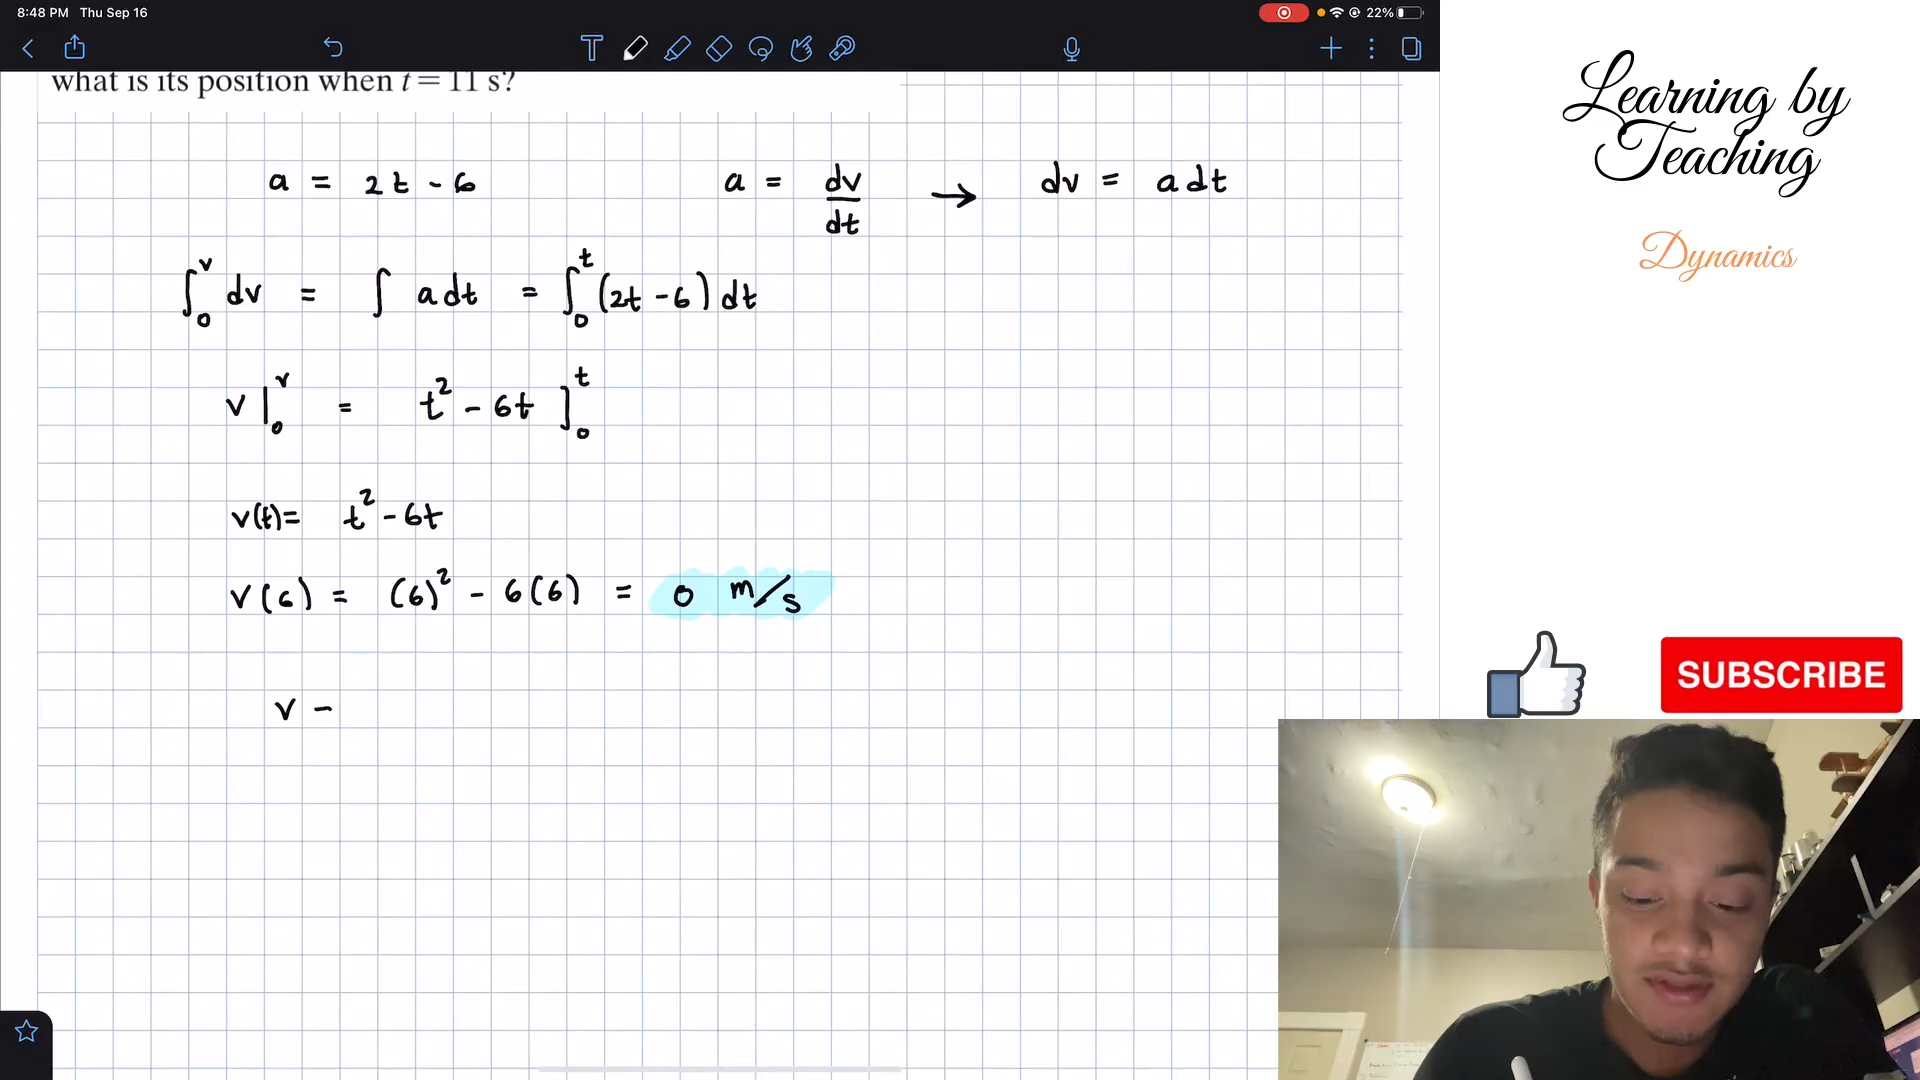 8:48 PM Thu Sep 16
22%
what is its position when t = 11 s?
a = 2t - 6
a = dv/dt → dv = a dt
∫₀ᵛ dv = ∫ a dt = ∫₀ᵗ (2t - 6) dt
v |₀ᵛ = t² - 6t ]₀ᵗ
v(t) = t² - 6t
v(6) = (6)² - 6(6) = 0 m/s
v -
Learning by
Teaching
Dynamics
SUBSCRIBE